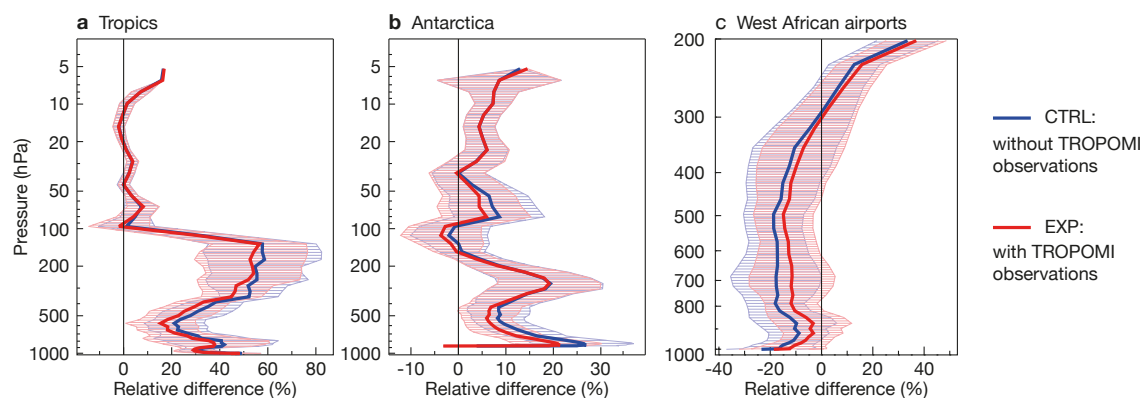 a Tropics
b Antarctica
c West African airports
Pressure (hPa)
5
10
20
50
100
200
500
1000
0 20 40 60 80
Relative difference (%)
5
10
20
50
100
200
500
1000
-10 0 10 20 30
Relative difference (%)
200
300
400
500
600
700
800
1000
-40 -20 0 20 40
Relative difference (%)
CTRL:
without TROPOMI
observations
EXP:
with TROPOMI
observations